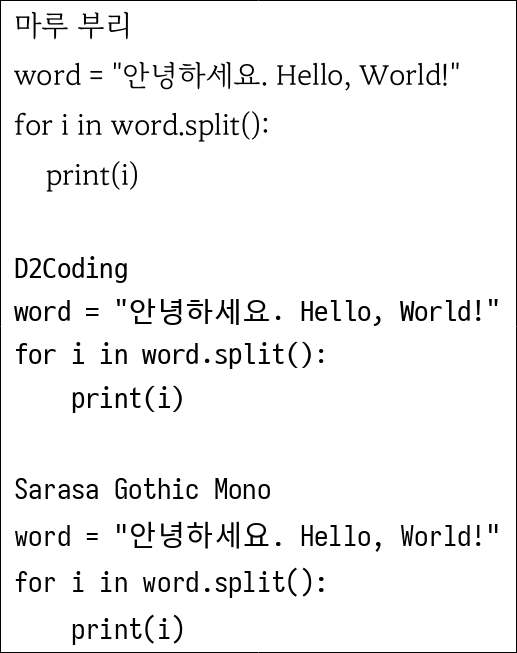 마루 부리
word = "안녕하세요. Hello, World!"
for i in word.split():
    print(i)
D2Coding
word = "안녕하세요. Hello, World!"
for i in word.split():
    print(i)
Sarasa Gothic Mono
word = "안녕하세요. Hello, World!"
for i in word.split():
    print(i)